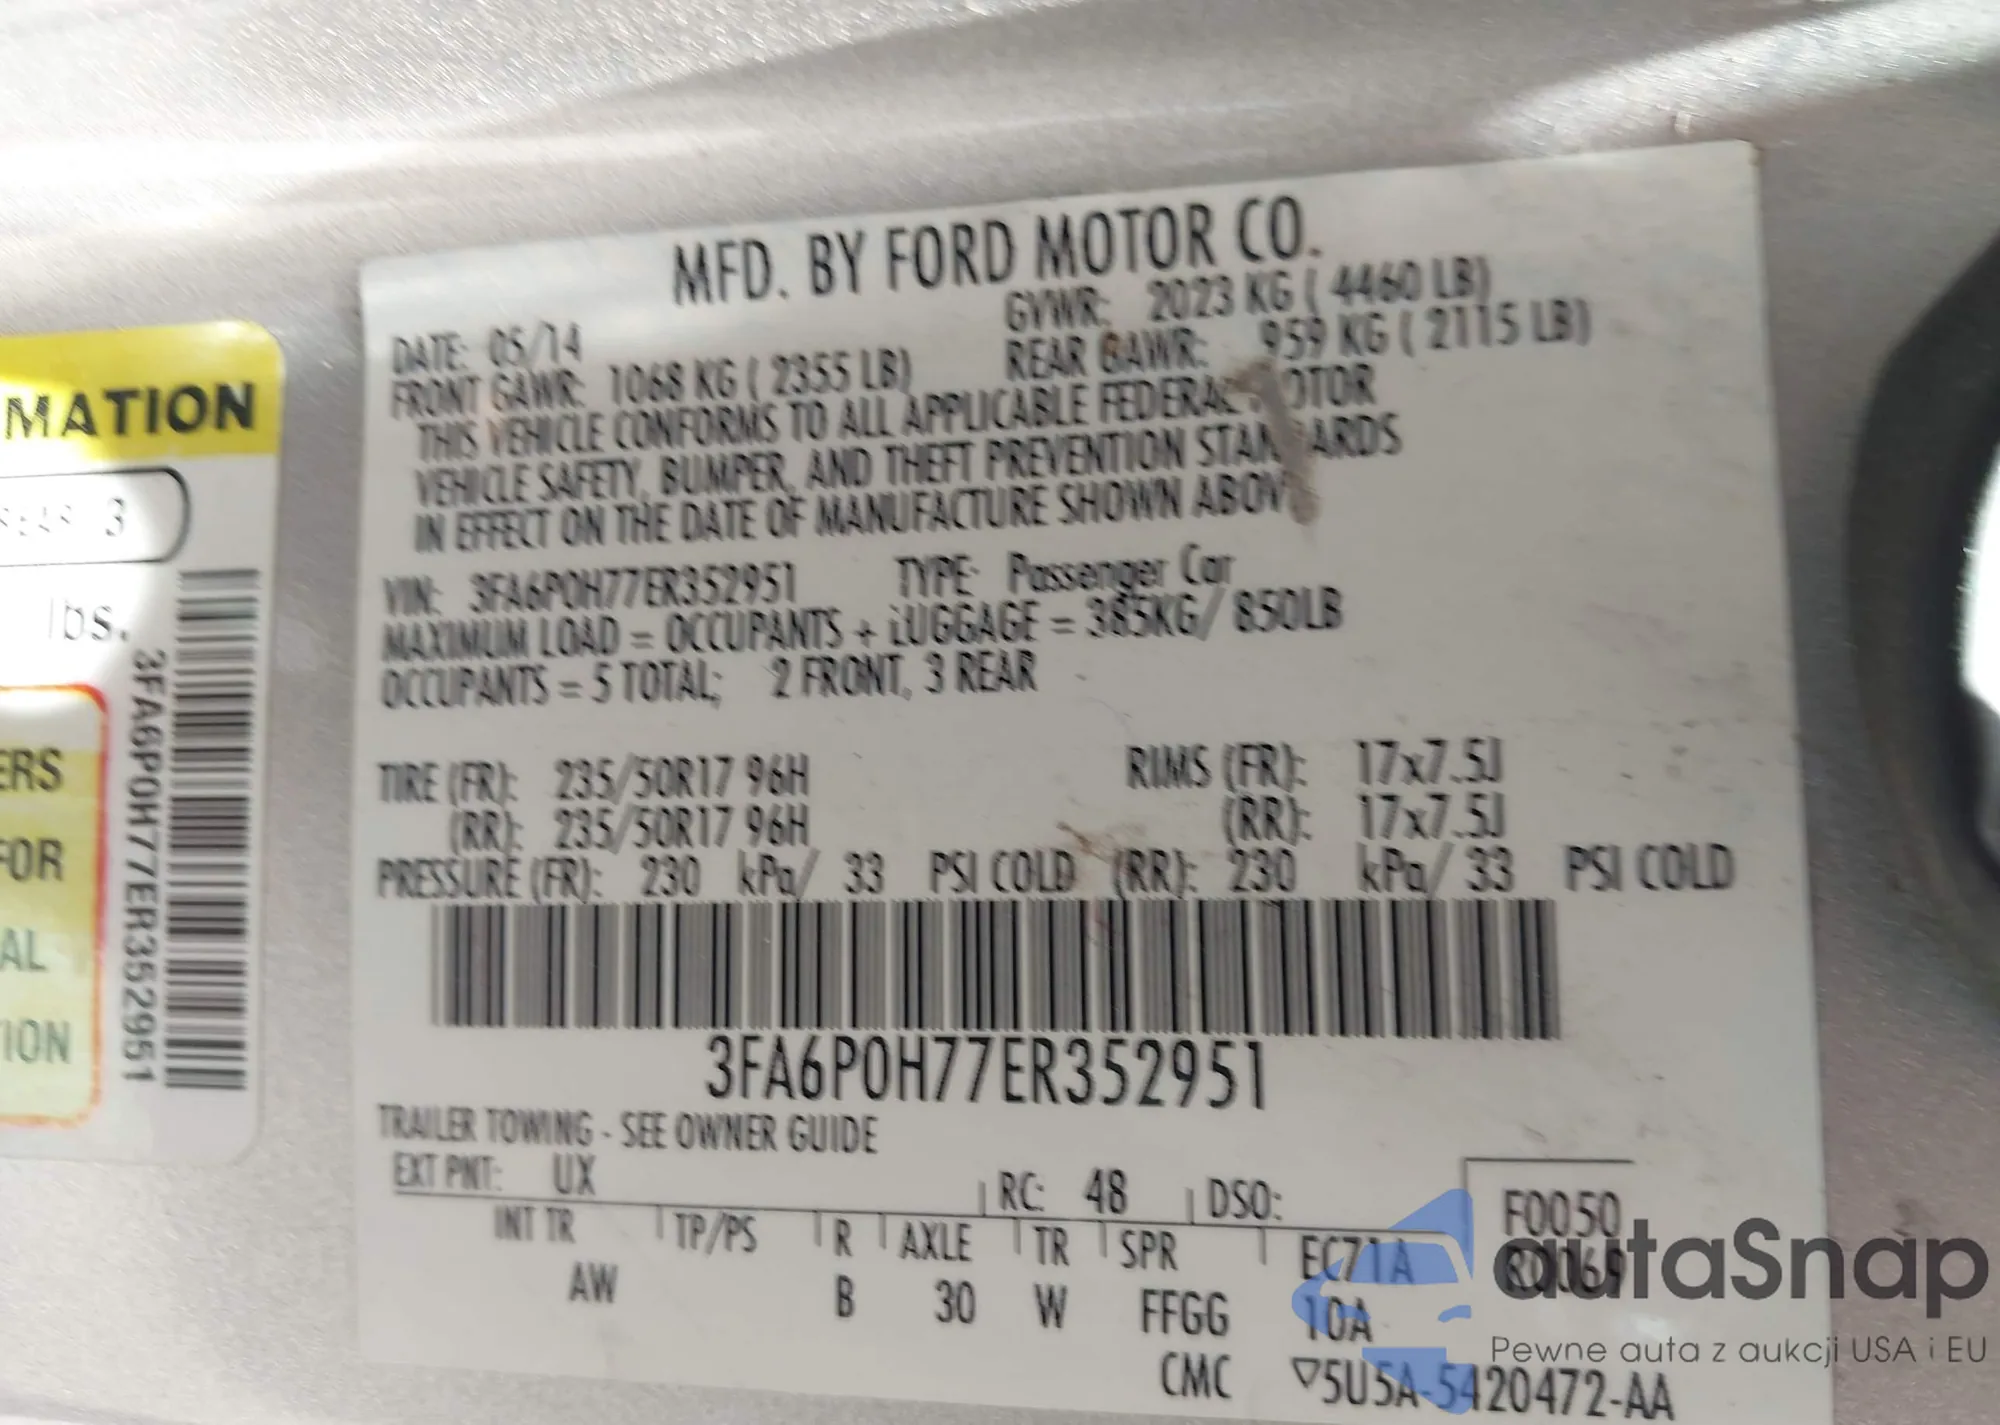 MATION
3
lbs.
3FA6P0H77ER352951
ERS
FOR
AL
TION
MFD. BY FORD MOTOR CO.
DATE: 05/14 GVWR: 2023 KG ( 4460 LB)
FRONT GAWR: 1068 KG ( 2355 LB) REAR GAWR: 959 KG ( 2115 LB)
THIS VEHICLE CONFORMS TO ALL APPLICABLE FEDERAL MOTOR
VEHICLE SAFETY, BUMPER, AND THEFT PREVENTION STANDARDS
IN EFFECT ON THE DATE OF MANUFACTURE SHOWN ABOV
VIN: 3FA6P0H77ER352951 TYPE: Passenger Car
MAXIMUM LOAD = OCCUPANTS + LUGGAGE = 385KG/ 850LB
OCCUPANTS = 5 TOTAL; 2 FRONT, 3 REAR
TIRE (FR): 235/50R17 96H RIMS (FR): 17x7.5J
(RR): 235/50R17 96H (RR): 17x7.5J
PRESSURE (FR): 230 kPa/ 33 PSI COLD (RR): 230 kPa/ 33 PSI COLD
3FA6P0H77ER352951
TRAILER TOWING - SEE OWNER GUIDE
EXT PNT: UX RC: 48 DSO: F0050
INT TR TP/PS R AXLE TR SPR EC71A R0069
AW B 30 W FFGG 10A
CMC ▽5U5A-5420472-AA
autaSnap
Pewne auta z aukcji USA i EU